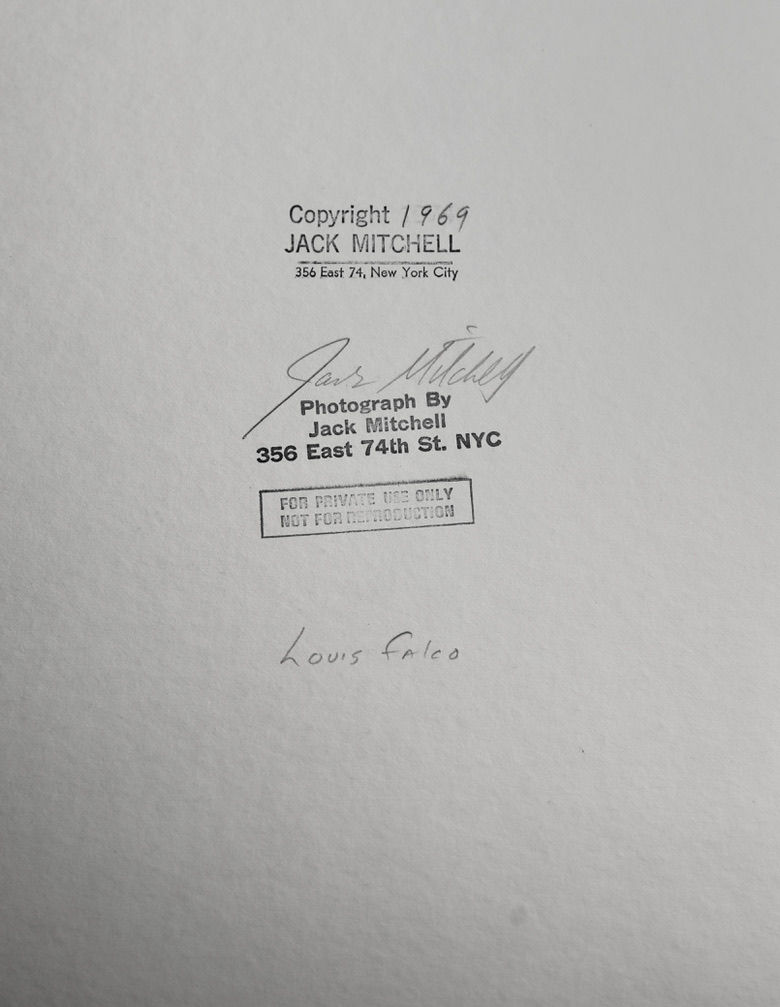 Copyright 1969
JACK MITCHELL
356 East 74, New York City
Jack Mitchell
Photograph By
Jack Mitchell
356 East 74th St. NYC
FOR PRIVATE USE ONLY
NOT FOR REPRODUCTION
Louis Falco